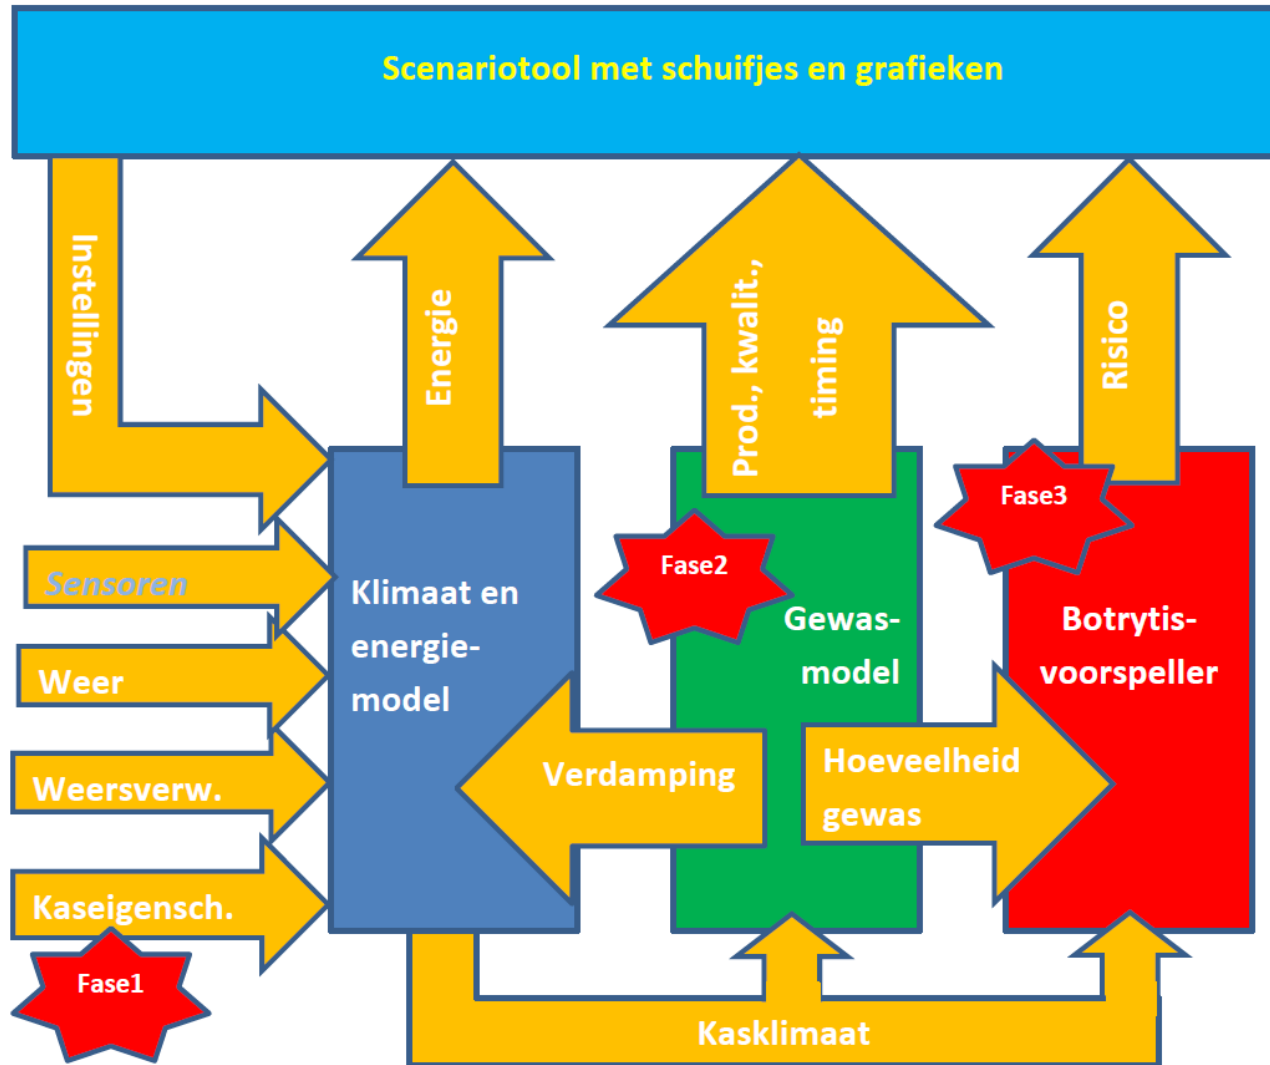 Scenariotool met schuifjes en grafieken
Instellingen
Energie
Prod., kwalit.,
timing
Risico
Sensoren
Weer
Weersverw.
Kaseigensch.
Fase1
Klimaat en
energie-
model
Fase2
Gewas-
model
Fase3
Botrytis-
voorspeller
Verdamping
Hoeveelheid
gewas
Kasklimaat